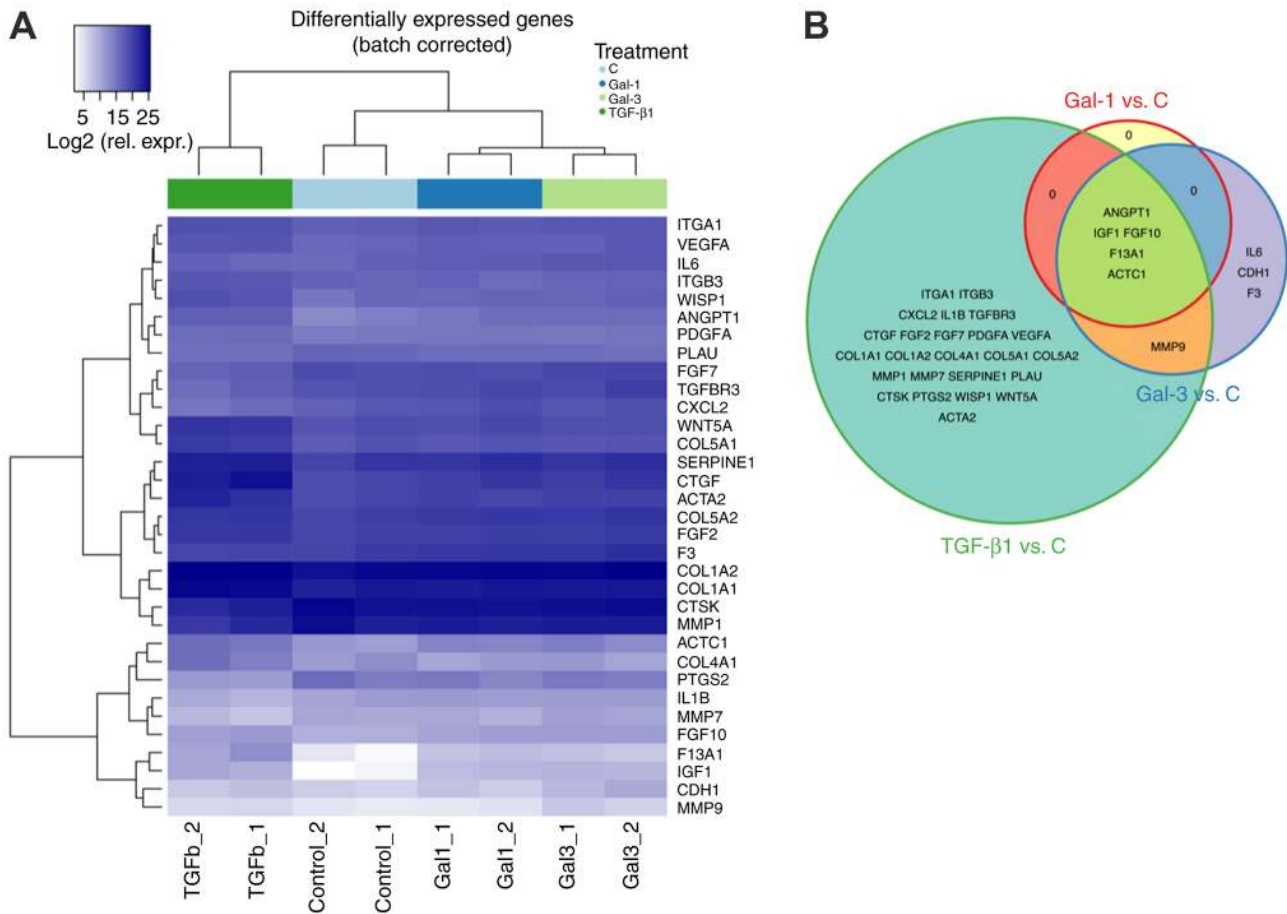 A
Differentially expressed genes
(batch corrected)
5 15 25
Log2 (rel. expr.)
Treatment
C
Gal-1
Gal-3
TGF-β1
ITGA1
VEGFA
IL6
ITGB3
WISP1
ANGPT1
PDGFA
PLAU
FGF7
TGFBR3
CXCL2
WNT5A
COL5A1
SERPINE1
CTGF
ACTA2
COL5A2
FGF2
F3
COL1A2
COL1A1
CTSK
MMP1
ACTC1
COL4A1
PTGS2
IL1B
MMP7
FGF10
F13A1
IGF1
CDH1
MMP9
TGFb_2
TGFb_1
Control_2
Control_1
Gal1_1
Gal1_2
Gal3_1
Gal3_2
B
Gal-1 vs. C
0
0
0
ANGPT1
IGF1 FGF10
F13A1
ACTC1
IL6
CDH1
F3
ITGA1 ITGB3
CXCL2 IL1B TGFBR3
CTGF FGF2 FGF7 PDGFA VEGFA
COL1A1 COL1A2 COL4A1 COL5A1 COL5A2
MMP1 MMP7 SERPINE1 PLAU
CTSK PTGS2 WISP1 WNT5A
ACTA2
MMP9
Gal-3 vs. C
TGF-β1 vs. C